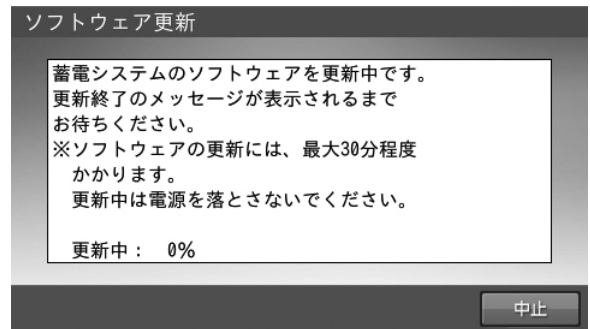 ソフトウェア更新
蓄電システムのソフトウェアを更新中です。
更新終了のメッセージが表示されるまで
お待ちください。
※ソフトウェアの更新には、最大30分程度
かかります。
更新中は電源を落とさないでください。
更新中： 0%
中止